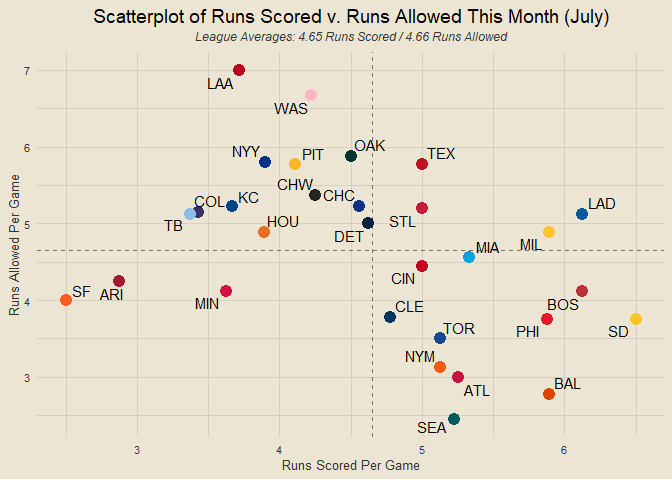 Scatterplot of Runs Scored v. Runs Allowed This Month (July)
League Averages: 4.65 Runs Scored / 4.66 Runs Allowed
7
LAA
WAS
6
NYY
PIT
OAK
TEX
CHW
CHC
COL
KC
LAD
TB
HOU
STL
5
DET
MIL
MIA
CIN
SF
ARI
MIN
BOS
4
CLE
PHI
SD
TOR
NYM
3
ATL
BAL
SEA
Runs Allowed Per Game
3
4
5
6
Runs Scored Per Game